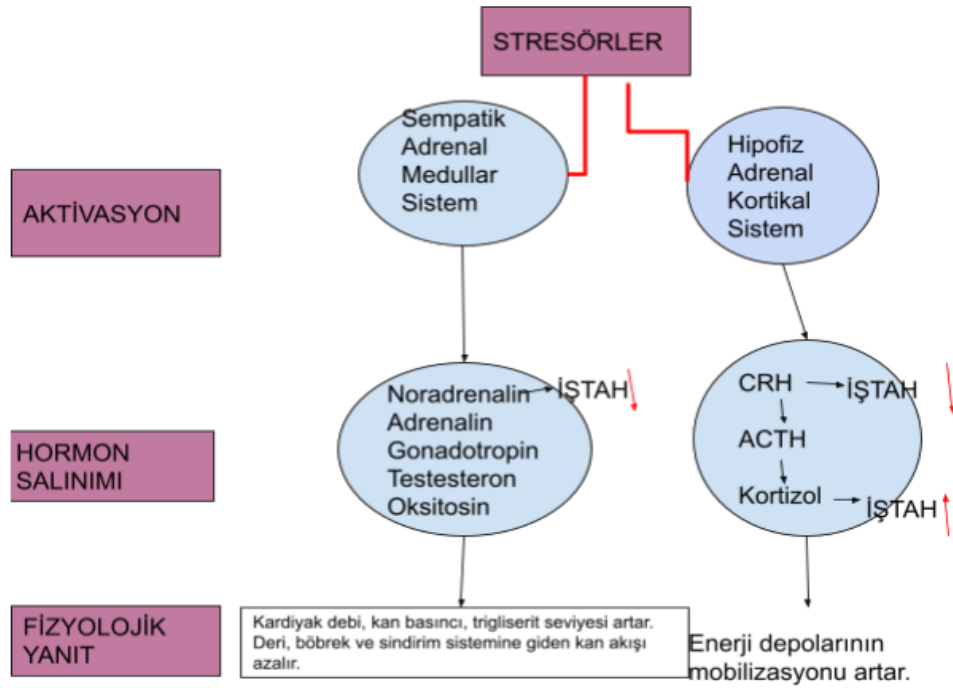 STRESÖRLER
AKTİVASYON
Sempatik
Adrenal
Medullar
Sistem
Hipofiz
Adrenal
Kortikal
Sistem
HORMON
SALINIMI
Noradrenalin
İŞTAH
Adrenalin
Gonadotropin
Testesteron
Oksitosin
CRH
İŞTAH
ACTH
Kortizol
İŞTAH
FİZYOLOJİK
YANIT
Kardiyak debi, kan basıncı, trigliserit seviyesi artar.
Deri, böbrek ve sindirim sistemine giden kan akışı
azalır.
Enerji depolarının
mobilizasyonu artar.